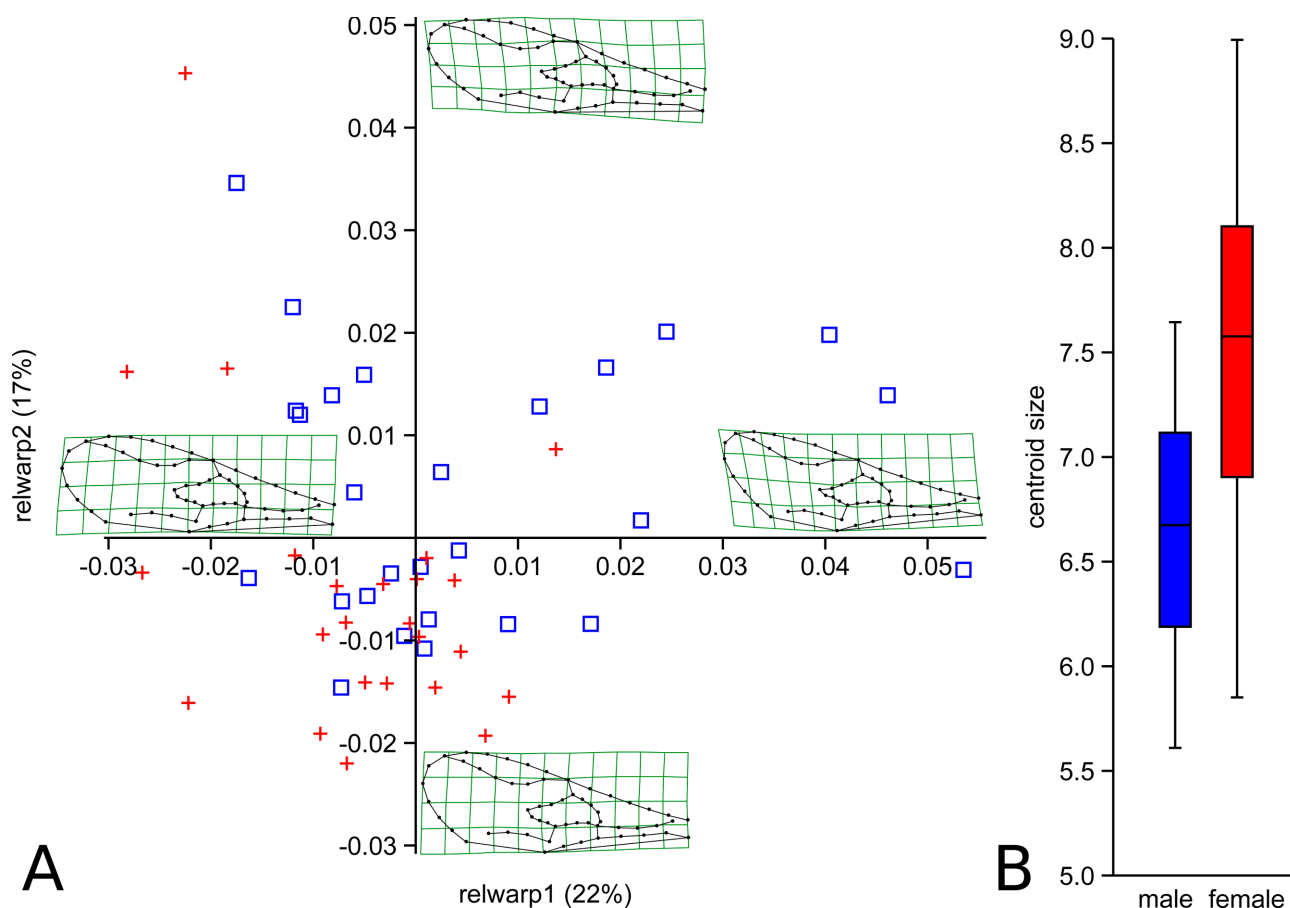 0.05
0.04
0.03
0.02
0.01
-0.03 -0.02 -0.01 0.01 0.02 0.03 0.04 0.05
-0.01
-0.02
-0.03
relwarp2 (17%)
relwarp1 (22%)
A
9.0
8.5
8.0
7.5
7.0
6.5
6.0
5.5
5.0
centroid size
male female
B